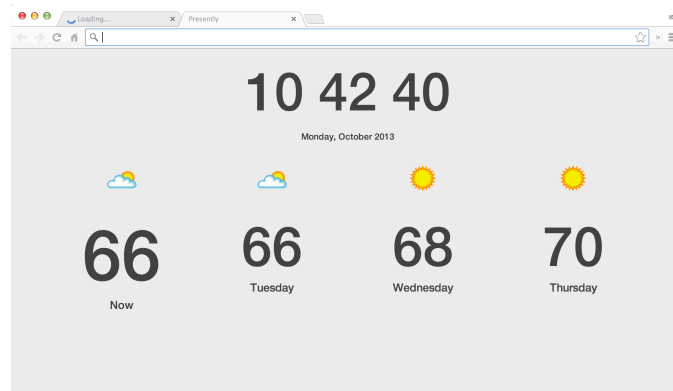 Loading...
Presently
10 42 40
Monday, October 2013
66
66
68
70
Now
Tuesday
Wednesday
Thursday